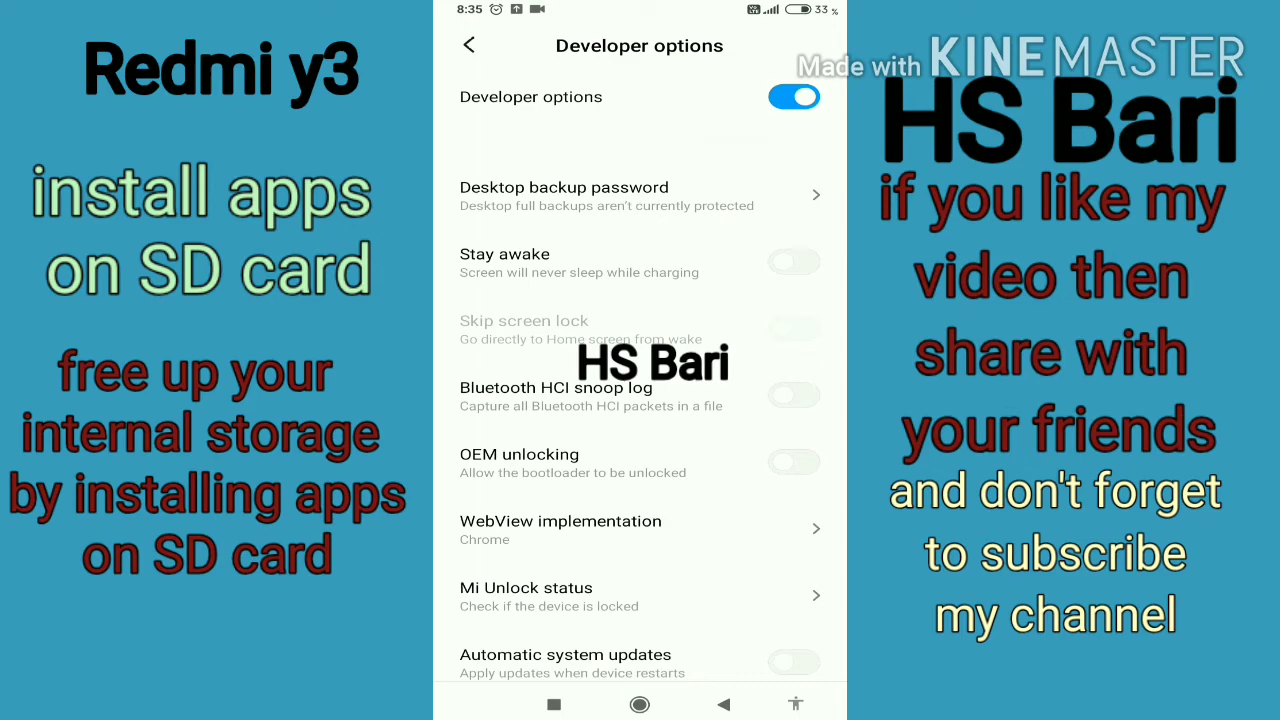 Redmi y3
install apps
on SD card
free up your
internal storage
by installing apps
on SD card
8:35
33 %
Developer options
Developer options
Desktop backup password
Desktop full backups aren't currently protected
Stay awake
Screen will never sleep while charging
Skip screen lock
Go directly to Home screen from wake
HS Bari
Bluetooth HCI snoop log
Capture all Bluetooth HCI packets in a file
OEM unlocking
Allow the bootloader to be unlocked
WebView implementation
Chrome
Mi Unlock status
Check if the device is locked
Automatic system updates
Apply updates when device restarts
Made with KINEMASTER
HS Bari
if you like my
video then
share with
your friends
and don't forget
to subscribe
my channel